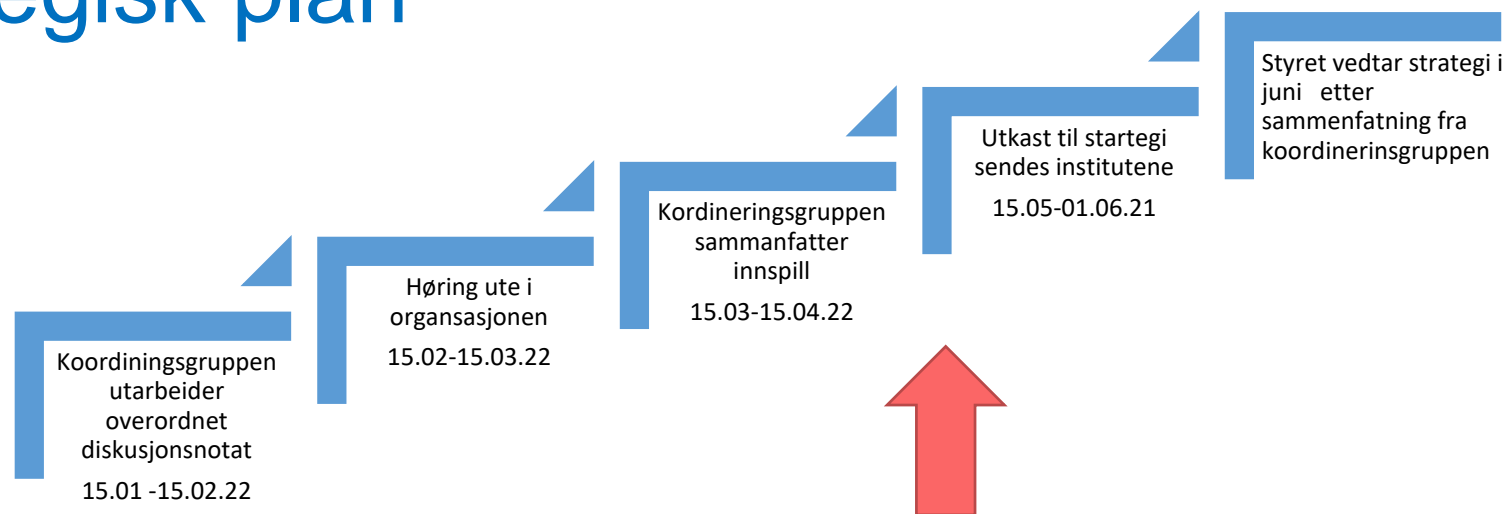 egisk plan
Koordiningsgruppen
utarbeider
overordnet
diskusjonsnotat
15.01 -15.02.22
Høring ute i
organsasjonen
15.02-15.03.22
Kordineringsgruppen
sammanfatter
innspill
15.03-15.04.22
Utkast til startegi
sendes institutene
15.05-01.06.21
Styret vedtar strategi i
juni etter
sammenfatning fra
koordinerinsgruppen